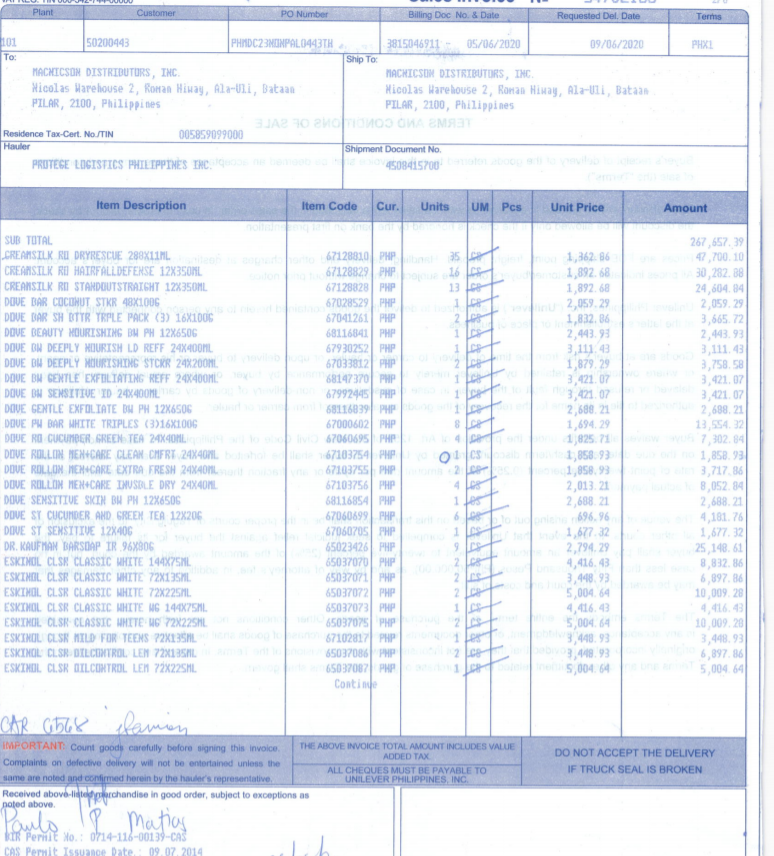 Plant Customer PO Number Billing Doc No. & Date Requested Del. Date Terms
101 50200443 3815046911 - 05/06/2020 09/06/2020 PHX1
To:
MACHICSON DISTRIBUTORS, INC.
Nicolas Warehouse 2, Roman Hiway, Ala-Uli, Bataan
PILAR, 2100, Philippines
Ship To:
MACHICSON DISTRIBUTORS, INC.
Nicolas Warehouse 2, Roman Hiway, Ala-Uli, Bataan
PILAR, 2100, Philippines
Residence Tax-Cert. No./TIN 005859099000
Hauler
PROTEGE LOGISTICS PHILIPPINES INC.
Shipment Document No.
4508415700
Item Description Item Code Cur. Units UM Pcs Unit Price Amount
SUB TOTAL 267,657.39
CREAMSILK RO DRYRESCUE 288X11ML 67128810 PHP 35 CS 1,362.86 47,700.10
CREAMSILK RO HAIRFALLDEFENSE 12X350ML 67128829 PHP 16 CS 1,892.68 30,282.88
CREAMSILK RO STANDOUTSTRAIGHT 12X350ML 67128828 PHP 13 CS 1,892.68 24,604.84
DOVE BAR COCONUT STKR 48X100G 67028529 PHP 1 CS 2,059.29 2,059.29
DOVE BAR SH BTTR TRIPLE PACK (3) 16X100G 67041261 PHP 2 CS 1,832.86 3,665.72
DOVE BEAUTY NOURISHING BW PH 12X650G 68116841 PHP 1 CS 2,443.93 2,443.93
DOVE BW DEEPLY NOURISH LD REFF 24X400ML 67930252 PHP 1 CS 3,111.43 3,111.43
DOVE BW DEEPLY NOURISHING STCKR 24X200ML 67033812 PHP 2 CS 1,879.29 3,758.58
DOVE BW GENTLE EXFOLIATING REFF 24X400ML 68147370 PHP 1 CS 3,421.07 3,421.07
DOVE BW SENSITIVE ID 24X400ML 67992445 PHP 1 CS 3,421.07 3,421.07
DOVE GENTLE EXFOLIATE BW PH 12X650G 68116839 PHP 1 CS 2,688.21 2,688.21
DOVE PW BAR WHITE TRIPLES (3)16X100G 67000602 PHP 8 CS 1,694.29 13,554.32
DOVE RO CUCUMBER GREEN TEA 24X40ML 67060695 PHP 4 CS 1,825.71 7,302.84
DOVE ROLLON MEN+CARE CLEAN CMFRT 24X40ML 67103754 PHP CS 1,858.93 1,858.93
DOVE ROLLON MEN+CARE EXTRA FRESH 24X40ML 67103755 PHP 2 CS 1,858.93 3,717.86
DOVE ROLLON MEN+CARE INVSBLE DRY 24X40ML 67103756 PHP 4 CS 2,013.21 8,052.84
DOVE SENSITIVE SKIN BW PH 12X650G 68116854 PHP 1 CS 2,688.21 2,688.21
DOVE ST CUCUMBER AND GREEN TEA 12X20G 67060699 PHP 6 CS 696.96 4,181.76
DOVE ST SENSITIVE 12X40G 67060705 PHP 1 CS 1,677.32 1,677.32
DR.KAUFMAN BARSOAP IR 96X80G 65023426 PHP 9 CS 2,794.29 25,148.61
ESKINOL CLSR CLASSIC WHITE 144X75ML 65037070 PHP 2 CS 4,416.43 8,832.86
ESKINOL CLSR CLASSIC WHITE 72X135ML 65037071 PHP 2 CS 3,448.93 6,897.86
ESKINOL CLSR CLASSIC WHITE 72X225ML 65037072 PHP 2 CS 5,004.64 10,009.28
ESKINOL CLSR CLASSIC WHITE WG 144X75ML 65037073 PHP 1 CS 4,416.43 4,416.43
ESKINOL CLSR CLASSIC WHITE WG 72X225ML 65037075 PHP 2 CS 5,004.64 10,009.28
ESKINOL CLSR MILD FOR TEENS 72X135ML 67102817 PHP 1 CS 3,448.93 3,448.93
ESKINOL CLSR OILCONTROL LEM 72X135ML 65037086 PHP 2 CS 3,448.93 6,897.86
ESKINOL CLSR OILCONTROL LEM 72X225ML 65037087 PHP 1 CS 5,004.64 5,004.64
Continue
CAR 6568
IMPORTANT: Count goods carefully before signing this invoice.
Complaints on defective delivery will not be entertained unless the
same are noted and confirmed herein by the hauler's representative.
THE ABOVE INVOICE TOTAL AMOUNT INCLUDES VALUE
ADDED TAX.
ALL CHEQUES MUST BE PAYABLE TO
UNILEVER PHILIPPINES, INC.
DO NOT ACCEPT THE DELIVERY
IF TRUCK SEAL IS BROKEN
Received above-listed merchandise in good order, subject to exceptions as
noted above.
Paulo P Matias
BIR Permit No.: 0714-116-00139-CAS
CAS Permit Issuance Date.: 09.07.2014